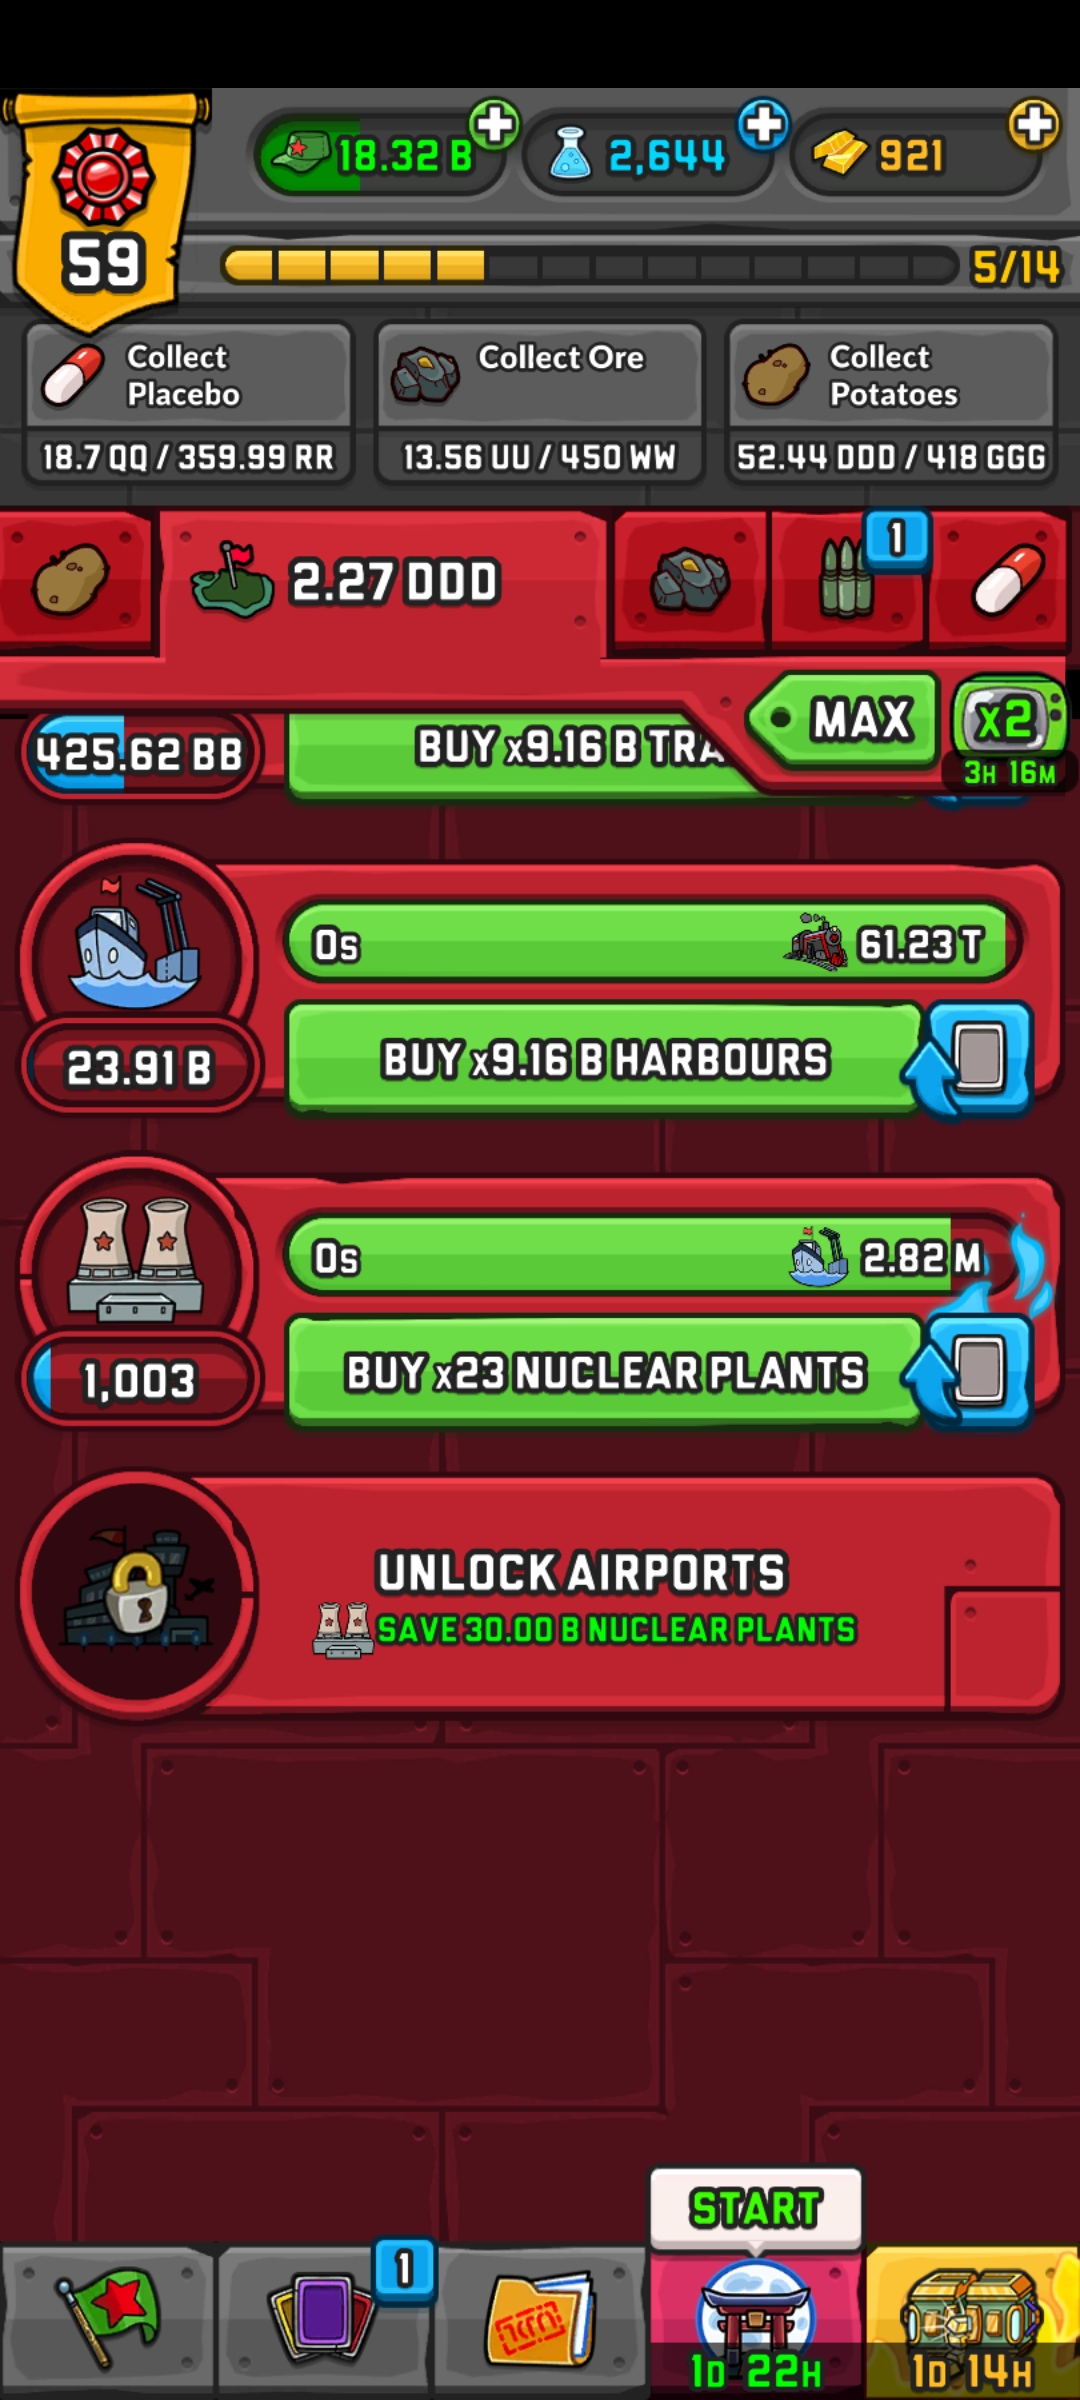 18.32 B
2,644
921
59
5/14
Collect Placebo
18.7 QQ / 359.99 RR
Collect Ore
13.56 UU / 450 WW
Collect Potatoes
52.44 DDD / 418 GGG
2.27 DDD
1
MAX
x2
3H 16M
425.62 BB
BUY x9.16 B TRA
0s
61.23 T
23.91 B
BUY x9.16 B HARBOURS
0s
2.82 M
1,003
BUY x23 NUCLEAR PLANTS
UNLOCK AIRPORTS
SAVE 30.00 B NUCLEAR PLANTS
START
1
1D 22H
1D 14H